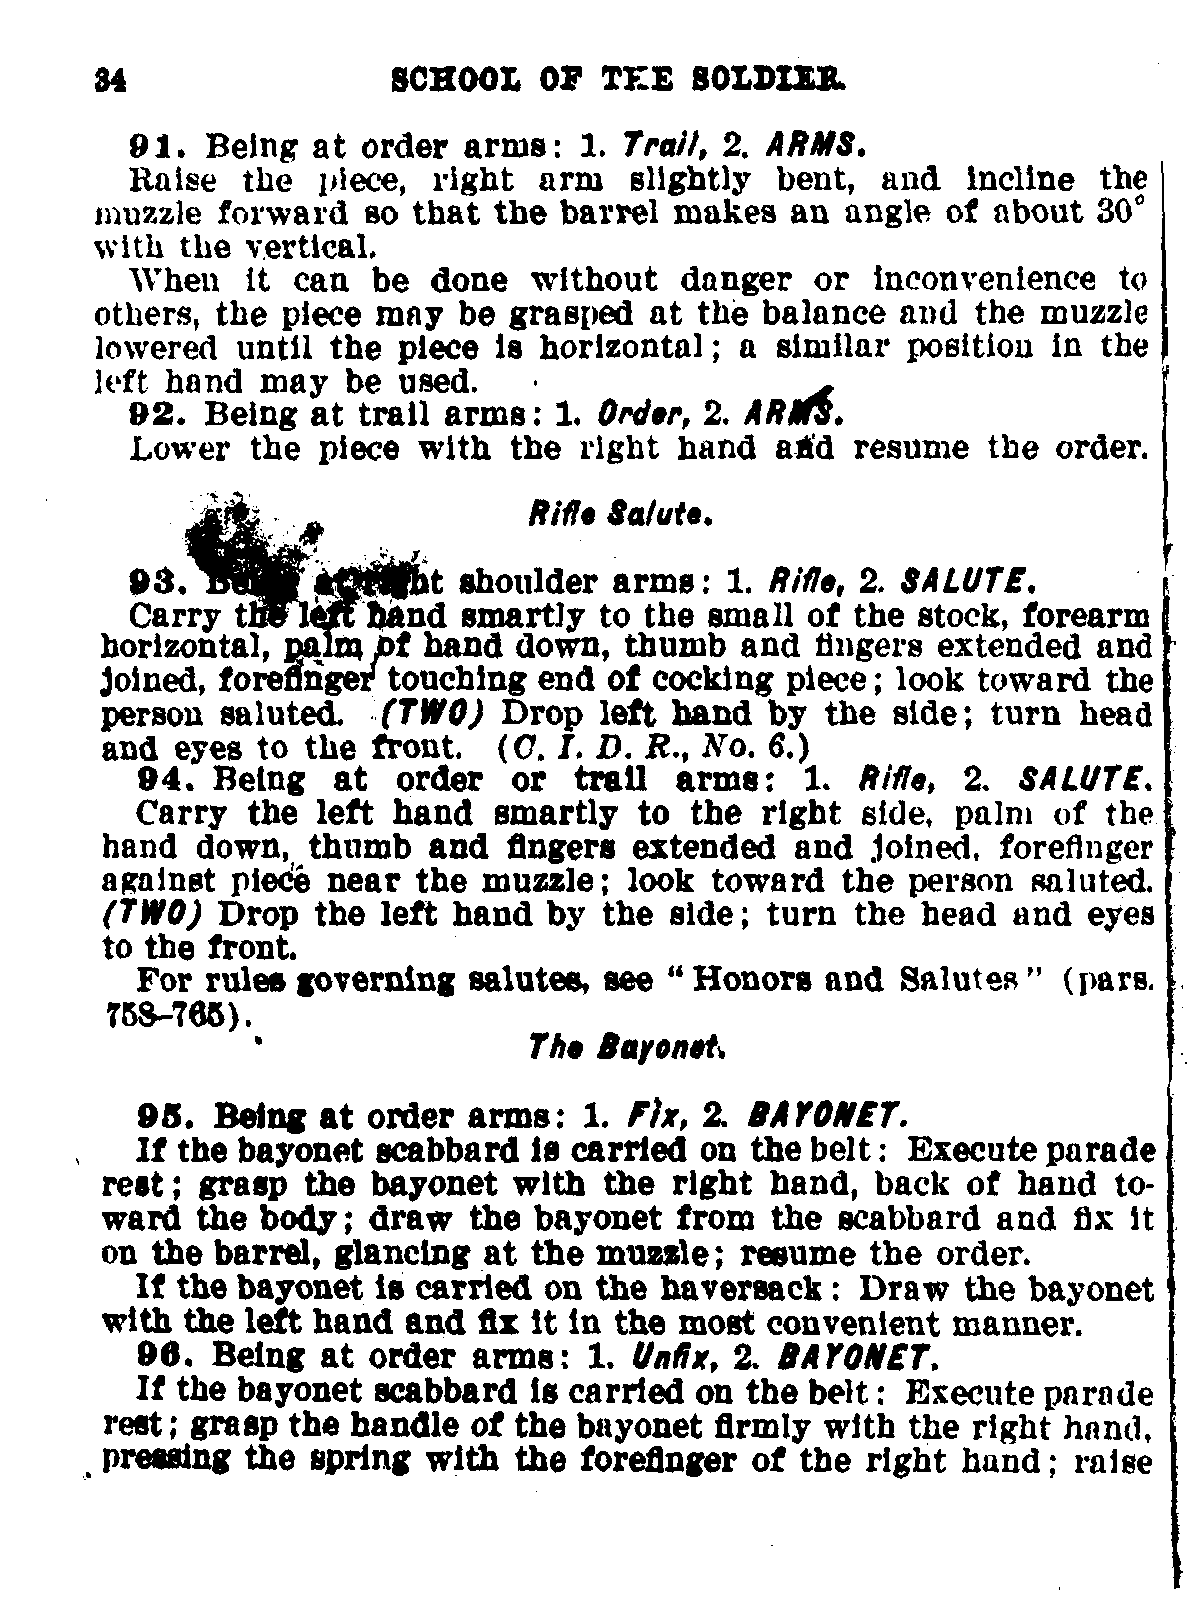 34 SCHOOL OF THE SOLDIER.
91. Being at order arms: 1. Trail, 2. ARMS.
Raise the piece, right arm slightly bent, and incline the
muzzle forward so that the barrel makes an angle of about 30°
with the vertical.
When it can be done without danger or inconvenience to
others, the piece may be grasped at the balance and the muzzle
lowered until the piece is horizontal; a similar position in the
left hand may be used.
92. Being at trail arms: 1. Order, 2. ARMS.
Lower the piece with the right hand and resume the order.
Rifle Salute.
93. Being at right shoulder arms: 1. Rifle, 2. SALUTE.
Carry the left hand smartly to the small of the stock, forearm
horizontal, palm of hand down, thumb and fingers extended and
joined, forefinger touching end of cocking piece; look toward the
person saluted. (TWO) Drop left hand by the side; turn head
and eyes to the front. (C. I. D. R., No. 6.)
94. Being at order or trail arms: 1. Rifle, 2. SALUTE.
Carry the left hand smartly to the right side, palm of the
hand down, thumb and fingers extended and joined, forefinger
against piece near the muzzle; look toward the person saluted.
(TWO) Drop the left hand by the side; turn the head and eyes
to the front.
For rules governing salutes, see "Honors and Salutes" (pars.
758-765).
The Bayonet.
95. Being at order arms: 1. Fix, 2. BAYONET.
If the bayonet scabbard is carried on the belt: Execute parade
rest; grasp the bayonet with the right hand, back of hand to-
ward the body; draw the bayonet from the scabbard and fix it
on the barrel, glancing at the muzzle; resume the order.
If the bayonet is carried on the haversack: Draw the bayonet
with the left hand and fix it in the most convenient manner.
96. Being at order arms: 1. Unfix, 2. BAYONET.
If the bayonet scabbard is carried on the belt: Execute parade
rest; grasp the handle of the bayonet firmly with the right hand,
pressing the spring with the forefinger of the right hand; raise